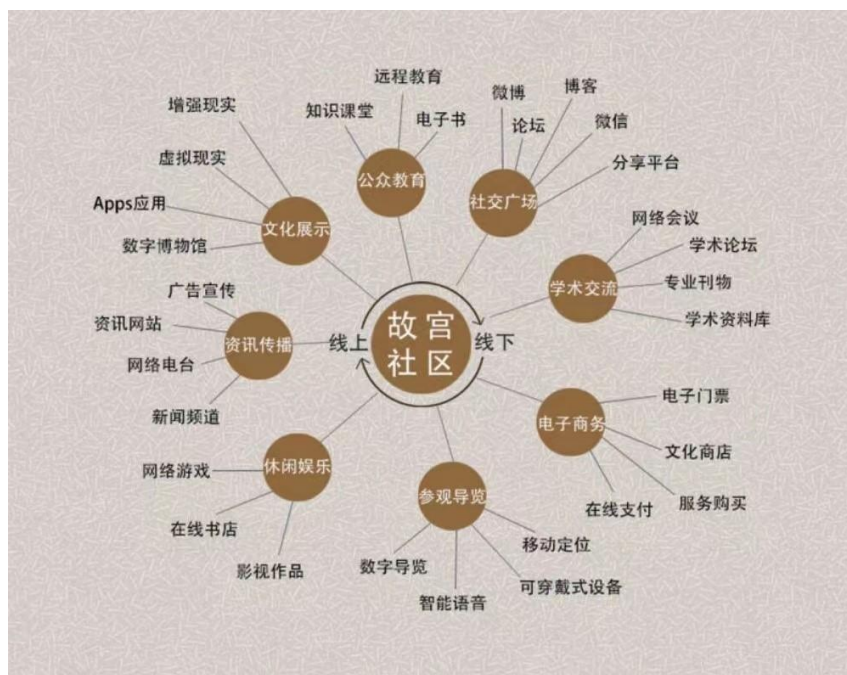 故宫
社区
线上
线下
公众教育
知识课堂
远程教育
电子书
社交广场
微博
论坛
博客
微信
分享平台
学术交流
网络会议
学术论坛
专业刊物
学术资料库
电子商务
电子门票
文化商店
服务购买
在线支付
参观导览
移动定位
可穿戴式设备
智能语音
数字导览
休闲娱乐
影视作品
在线书店
网络游戏
资讯传播
新闻频道
网络电台
资讯网站
广告宣传
文化展示
数字博物馆
Apps应用
虚拟现实
增强现实